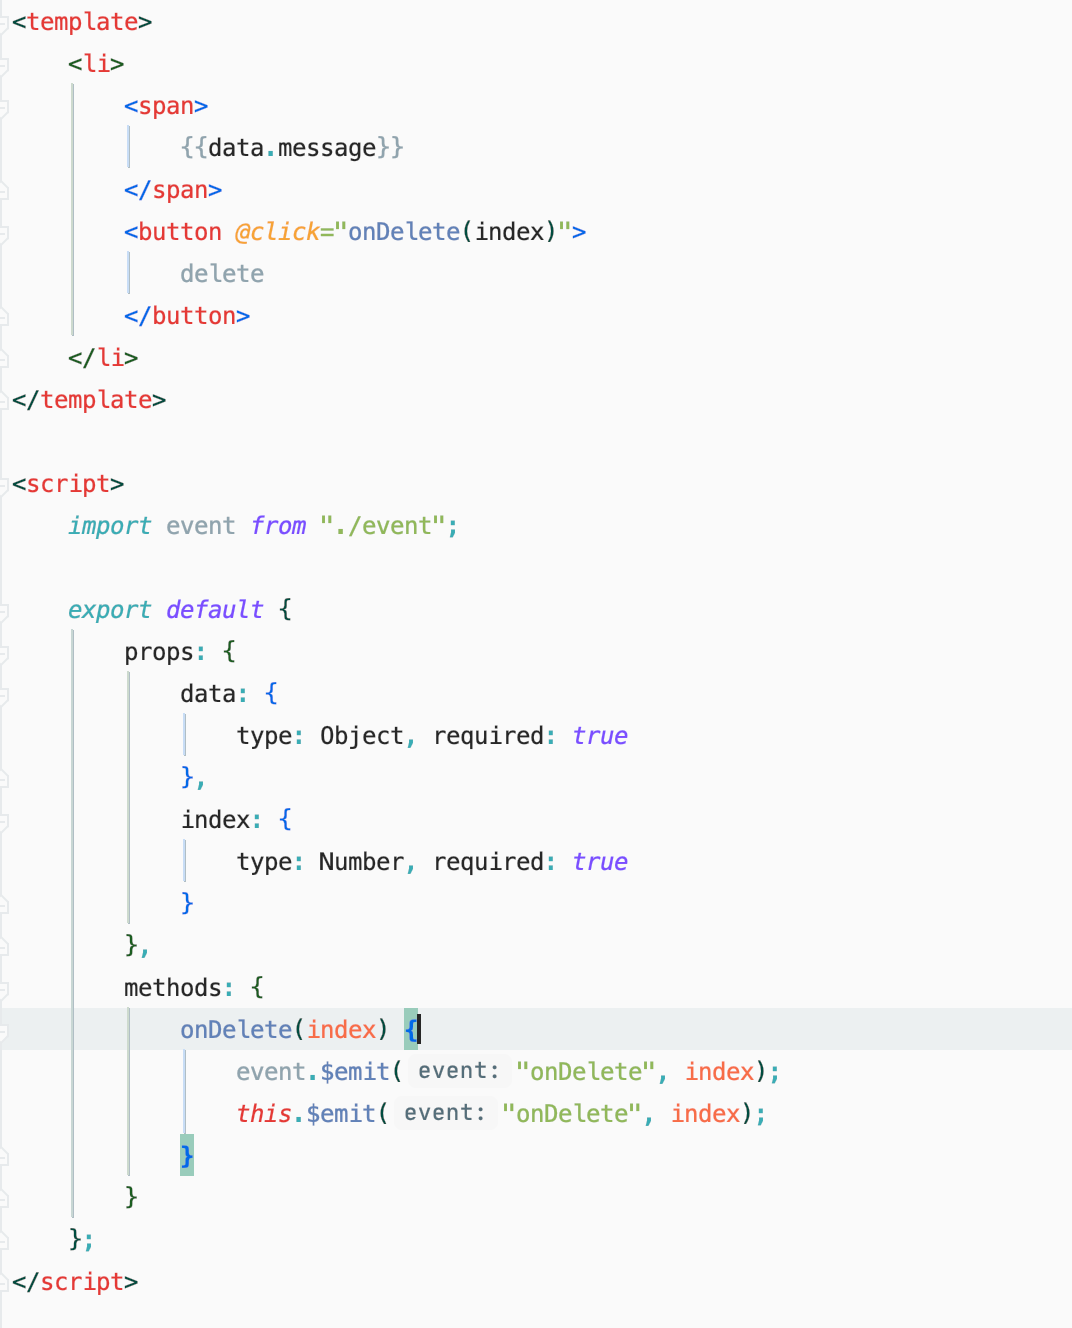 <template>
    <li>
        <span>
            {{data.message}}
        </span>
        <button @click="onDelete(index)">
            delete
        </button>
    </li>
</template>

<script>
    import event from "./event";

    export default {
        props: {
            data: {
                type: Object, required: true
            },
            index: {
                type: Number, required: true
            }
        },
        methods: {
            onDelete(index) {
                event.$emit( event: "onDelete", index);
                this.$emit( event: "onDelete", index);
            }
        }
    };
</script>